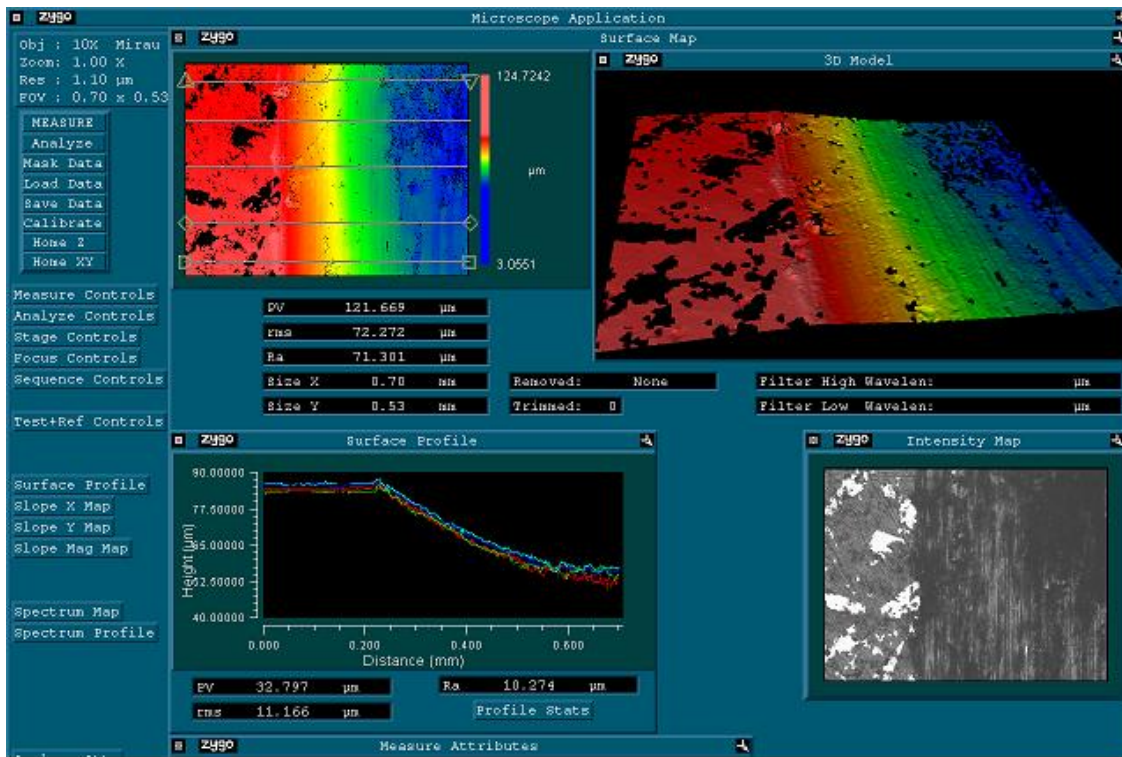 zygo Microscope Application
Obj : 10X Mirau
Zoom: 1.00 X
Res : 1.10 µm
FOV : 0.70 x 0.53
MEASURE
Analyze
Mask Data
Load Data
Save Data
Calibrate
Home Z
Home XY
Measure Controls
Analyze Controls
Stage Controls
Focus Controls
Sequence Controls
Test+Ref Controls
Surface Profile
Slope X Map
Slope Y Map
Slope Mag Map
Spectrum Map
Spectrum Profile
zygo Surface Map
124.7242
µm
3.0551
zygo 3D Model
PV 121.669 µm
rms 72.272 µm
Ra 71.301 µm
Size X 0.70 mm
Size Y 0.53 mm
Removed: None
Trimmed: 0
Filter High Wavelen: µm
Filter Low Wavelen: µm
zygo Surface Profile
90.00000
77.50000
65.00000
52.50000
40.00000
Height (µm)
0.000 0.200 0.400 0.600
Distance (mm)
PV 32.797 µm
rms 11.166 µm
Ra 10.274 µm
Profile Stats
zygo Intensity Map
zygo Measure Attributes